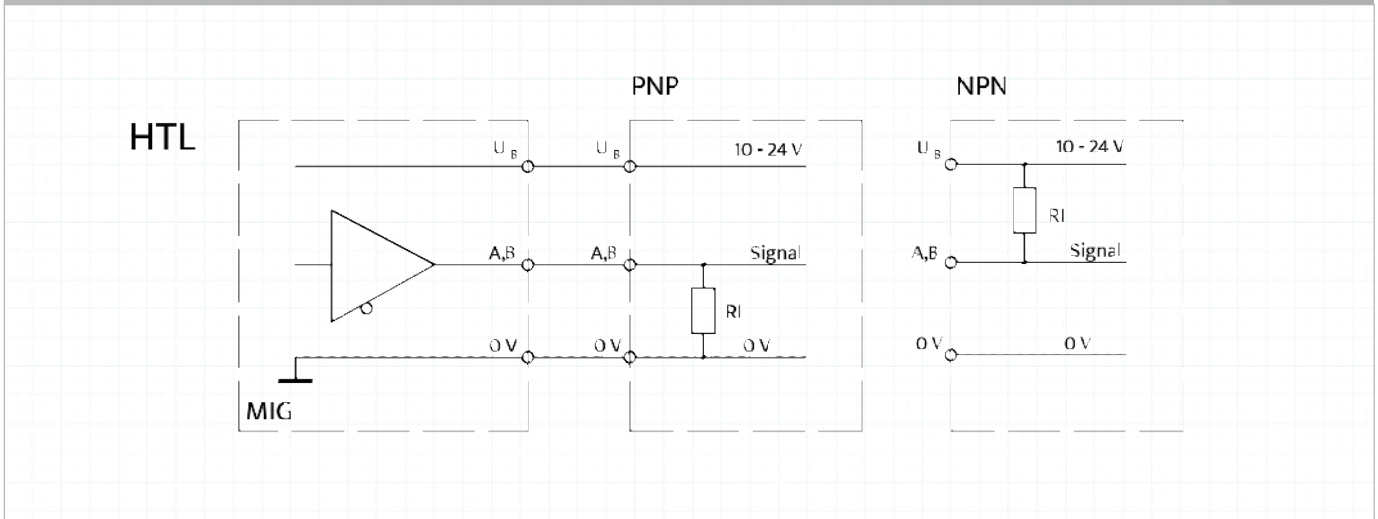 PNP
NPN
HTL
U B
U B
10 - 24 V
U B
10 - 24 V
RI
A,B
A,B
Signal
A,B
Signal
RI
0 V
0 V
0 V
0 V
0 V
MIG